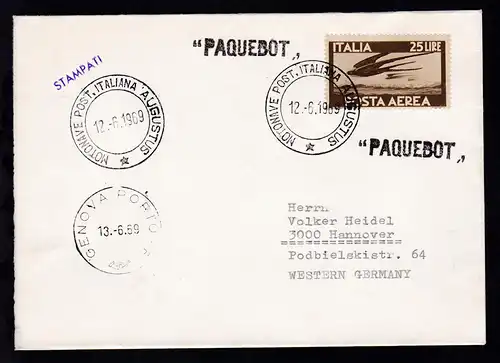 "PAQUEBOT„
ITALIA 25 LIRE
POSTA AEREA
STAMPATI
MOTONAVE POST. ITALIANA AUGUSTUS
12.-6.1969
MOTONAVE POST. ITALIANA AUGUSTUS
12.-6.1969
"PAQUEBOT„
GENOVA PORTO
13.-6.69
Herrn
Volker Heidel
3000 Hannover
Podbielskistr. 64
WESTERN GERMANY